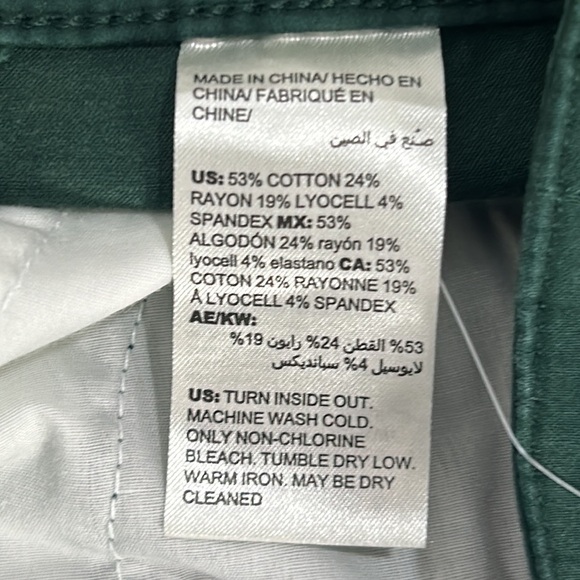 MADE IN CHINA/ HECHO EN
CHINA/ FABRIQUÉ EN
CHINE/
صنّع في الصين
US: 53% COTTON 24%
RAYON 19% LYOCELL 4%
SPANDEX MX: 53%
ALGODÓN 24% rayón 19%
lyocell 4% elastano CA: 53%
COTON 24% RAYONNE 19%
Á LYOCELL 4% SPANDEX
AE/KW:
53% القطن 24% رايون 19%
لايوسيل 4% سبانديكس
US: TURN INSIDE OUT.
MACHINE WASH COLD.
ONLY NON-CHLORINE
BLEACH. TUMBLE DRY LOW.
WARM IRON. MAY BE DRY
CLEANED